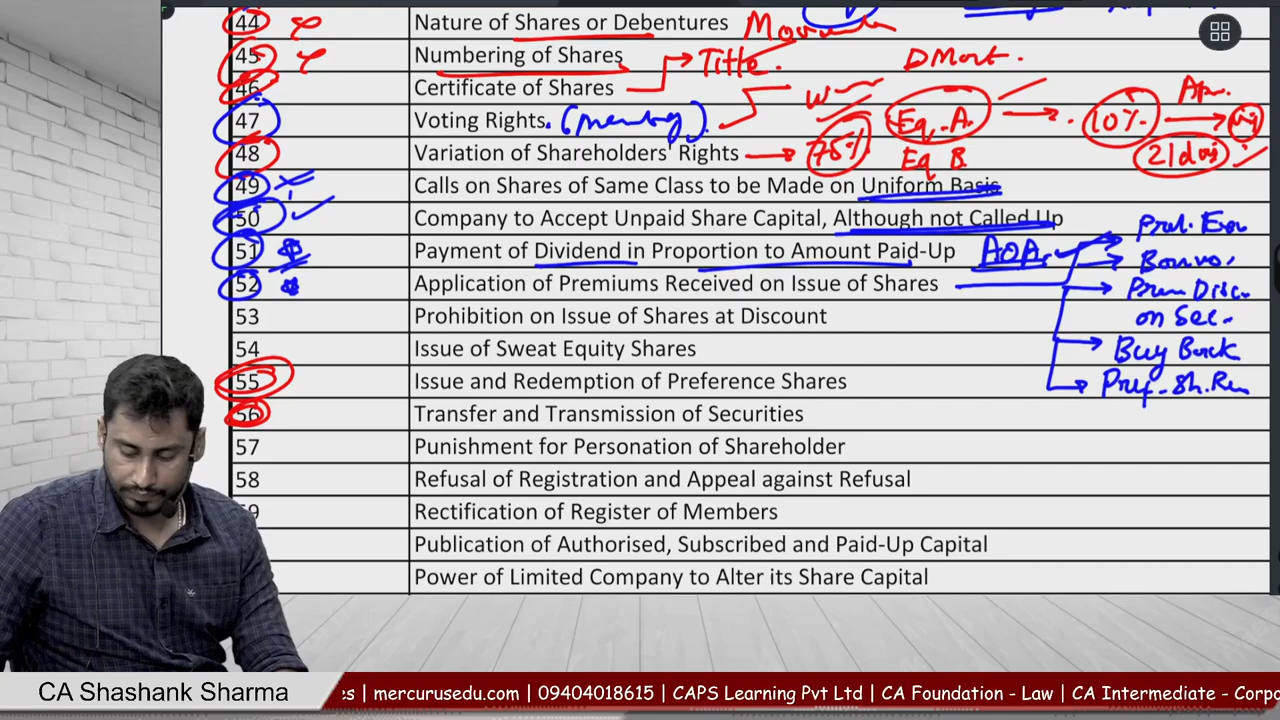 44 Nature of Shares or Debentures
45 Numbering of Shares → Title. DMat.
46 Certificate of Shares
47 Voting Rights. Eq. A. → 10% →
48 Variation of Shareholders' Rights → 75% Eq B 21 days
49 Calls on Shares of Same Class to be Made on Uniform Basis
50 Company to Accept Unpaid Share Capital, Although not Called Up
51 Payment of Dividend in Proportion to Amount Paid-Up AOA
52 Application of Premiums Received on Issue of Shares
on Sec.
53 Prohibition on Issue of Shares at Discount
54 Issue of Sweat Equity Shares Buy Back
55 Issue and Redemption of Preference Shares Pref. Sh.
56 Transfer and Transmission of Securities
57 Punishment for Personation of Shareholder
58 Refusal of Registration and Appeal against Refusal
Rectification of Register of Members
Publication of Authorised, Subscribed and Paid-Up Capital
Power of Limited Company to Alter its Share Capital
CA Shashank Sharma
es | mercurusedu.com | 09404018615 | CAPS Learning Pvt Ltd | CA Foundation - Law | CA Intermediate - Corpo